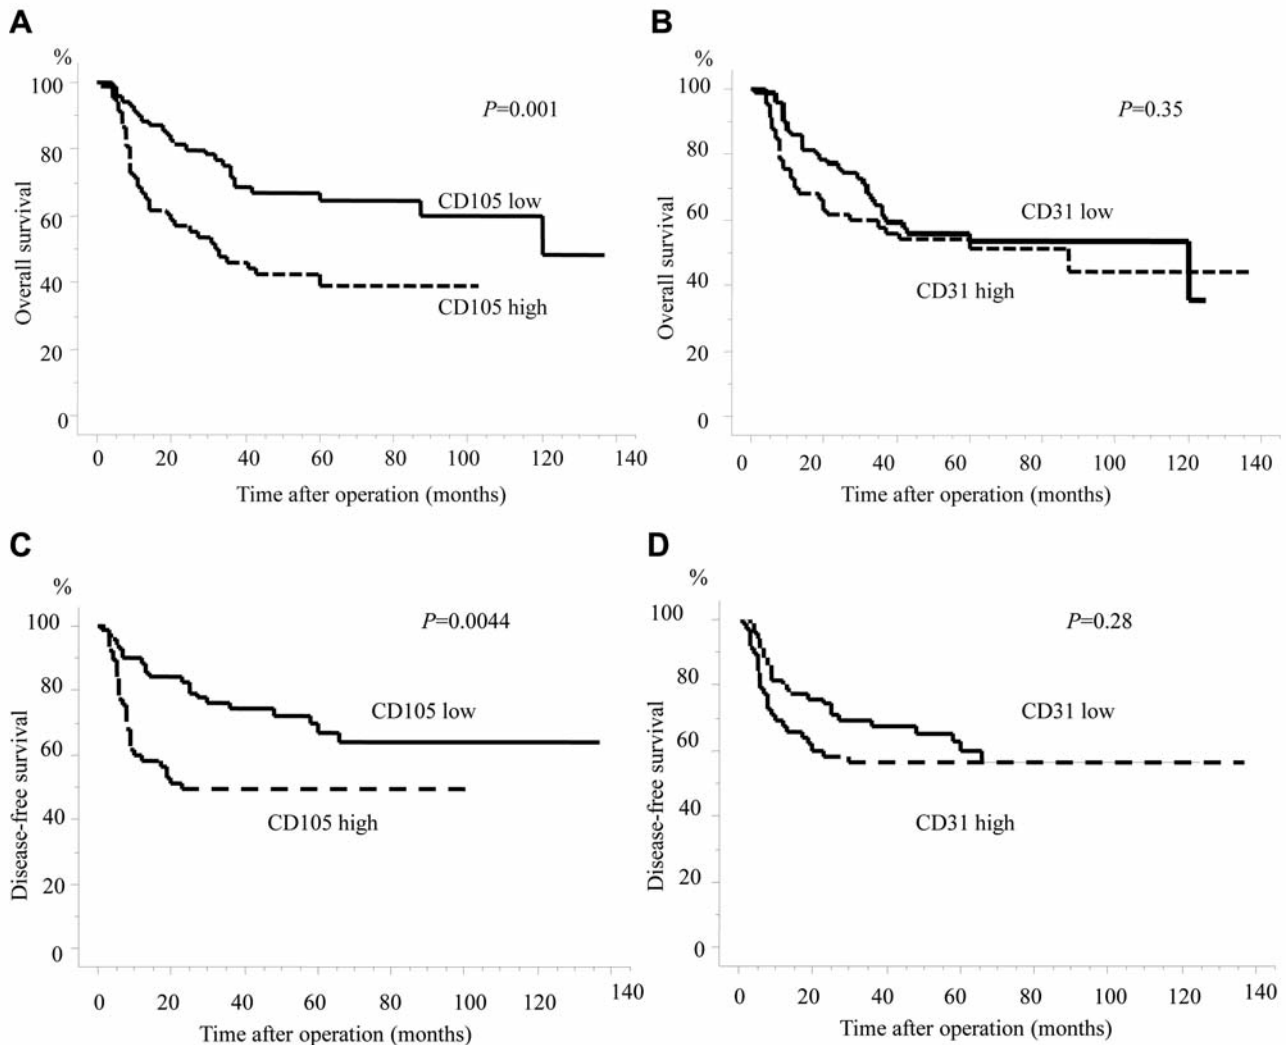 A
%
100
80
60
40
20
0
Overall survival
P=0.001
CD105 low
CD105 high
0 20 40 60 80 100 120 140
Time after operation (months)
B
%
100
80
60
40
20
0
Overall survival
P=0.35
CD31 low
CD31 high
0 20 40 60 80 100 120 140
Time after operation (months)
C
%
100
80
60
40
20
0
Disease-free survival
P=0.0044
CD105 low
CD105 high
0 20 40 60 80 100 120 140
Time after operation (months)
D
%
100
80
60
40
20
0
Disease-free survival
P=0.28
CD31 low
CD31 high
0 20 40 60 80 100 120 140
Time after operation (months)